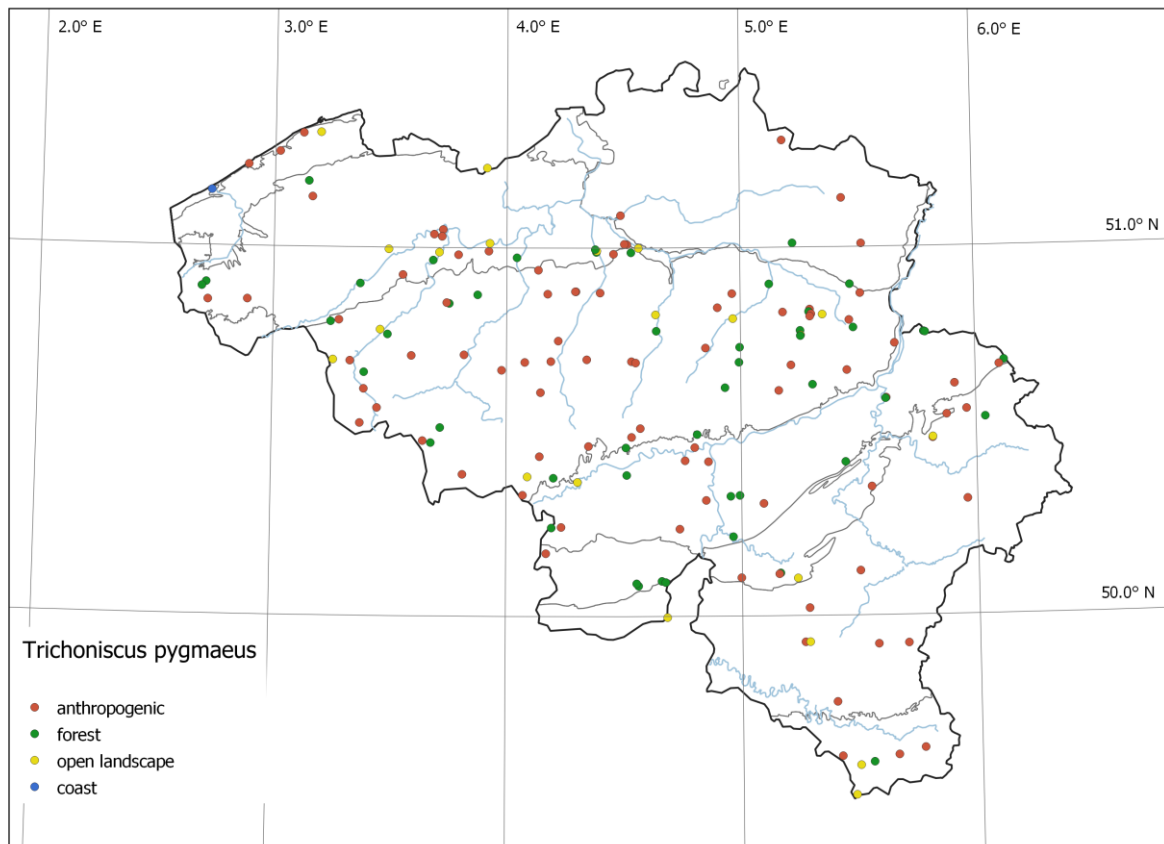 2.0° E
3.0° E
4.0° E
5.0° E
6.0° E
51.0° N
50.0° N
Trichoniscus pygmaeus
anthropogenic
forest
open landscape
coast